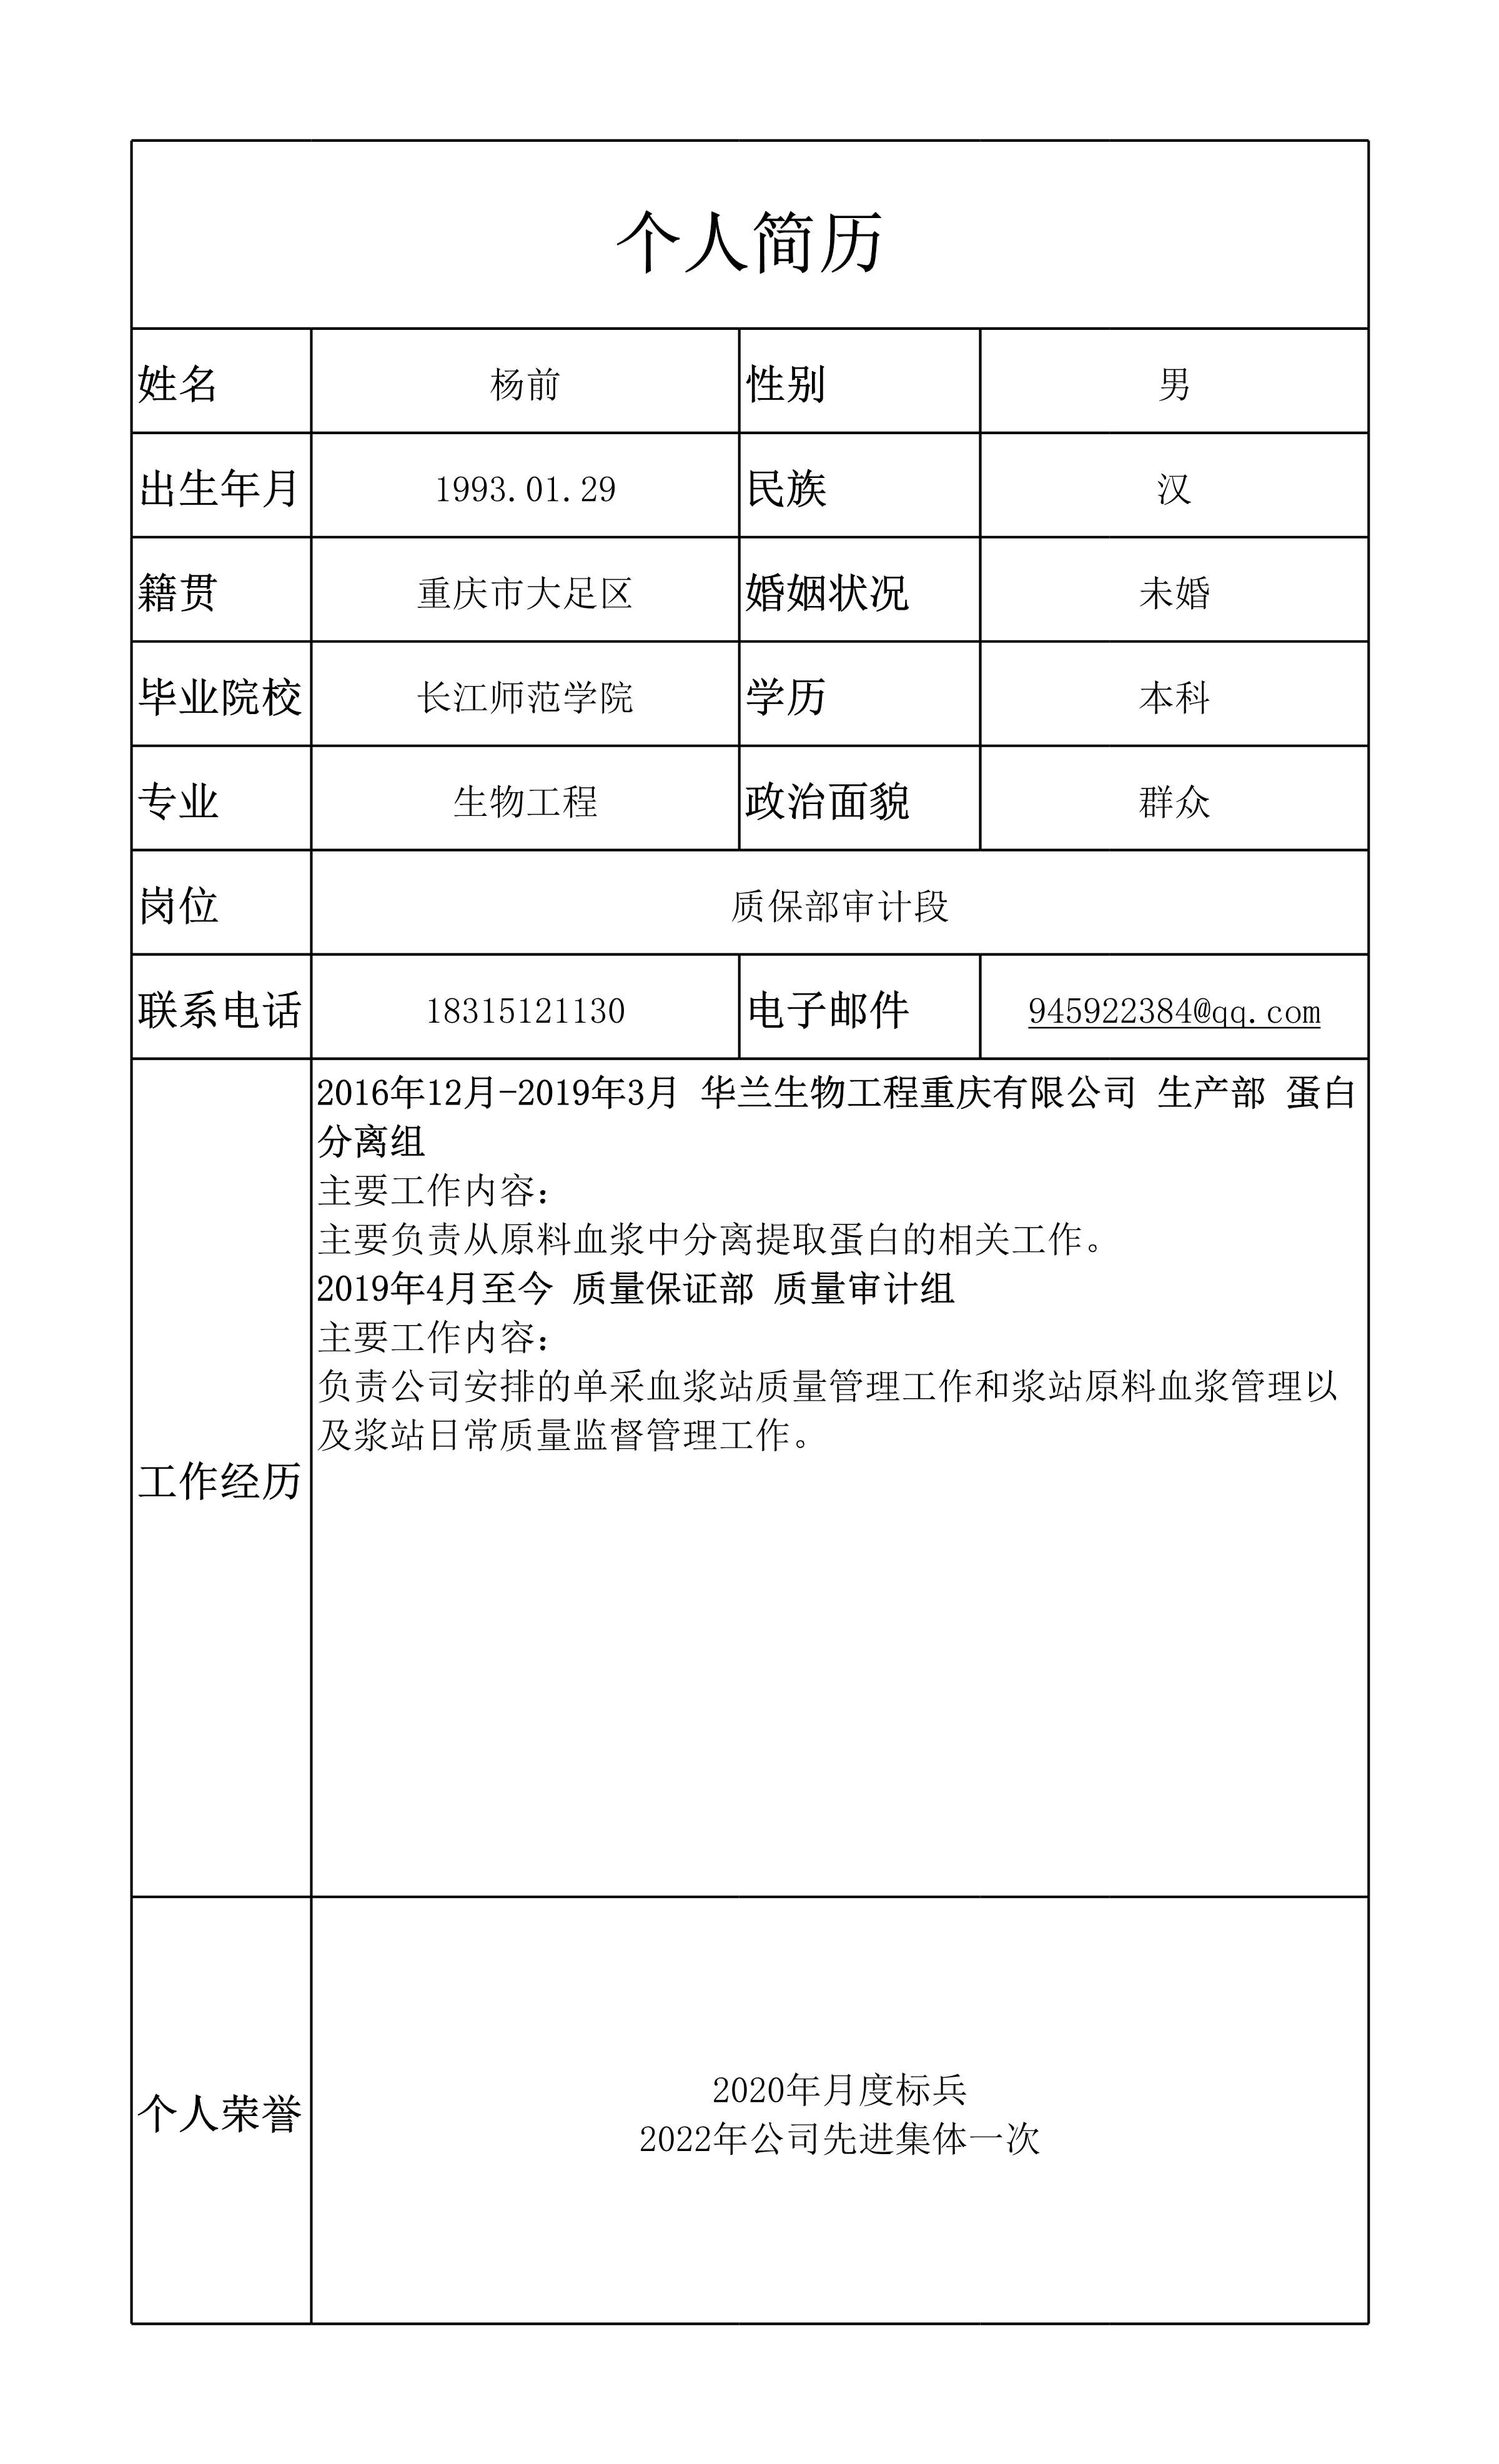 个人简历
姓名 杨前 性别 男
出生年月 1993.01.29 民族 汉
籍贯 重庆市大足区 婚姻状况 未婚
毕业院校 长江师范学院 学历 本科
专业 生物工程 政治面貌 群众
岗位 质保部审计段
联系电话 18315121130 电子邮件 945922384@qq.com
工作经历
2016年12月-2019年3月 华兰生物工程重庆有限公司 生产部 蛋白
分离组
主要工作内容：
主要负责从原料血浆中分离提取蛋白的相关工作。
2019年4月至今 质量保证部 质量审计组
主要工作内容：
负责公司安排的单采血浆站质量管理工作和浆站原料血浆管理以
及浆站日常质量监督管理工作。
个人荣誉
2020年月度标兵
2022年公司先进集体一次